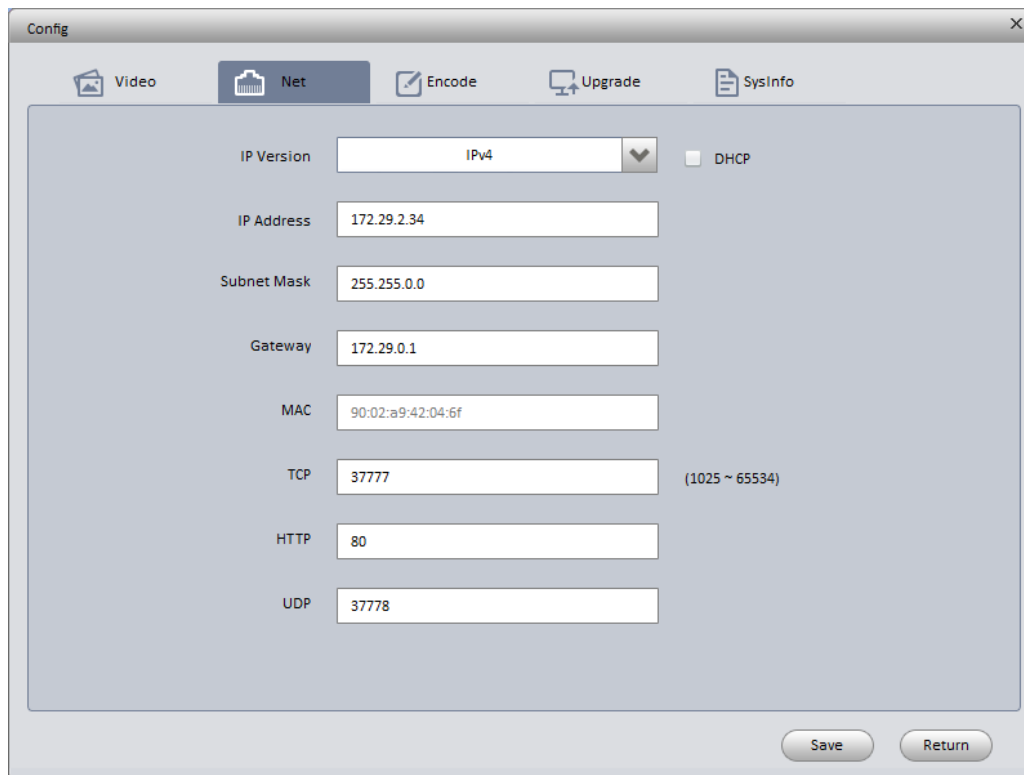 Config
Video Net Encode Upgrade SysInfo
IP Version IPv4 DHCP
IP Address 172.29.2.34
Subnet Mask 255.255.0.0
Gateway 172.29.0.1
MAC 90:02:a9:42:04:6f
TCP 37777 (1025 ~ 65534)
HTTP 80
UDP 37778
Save Return